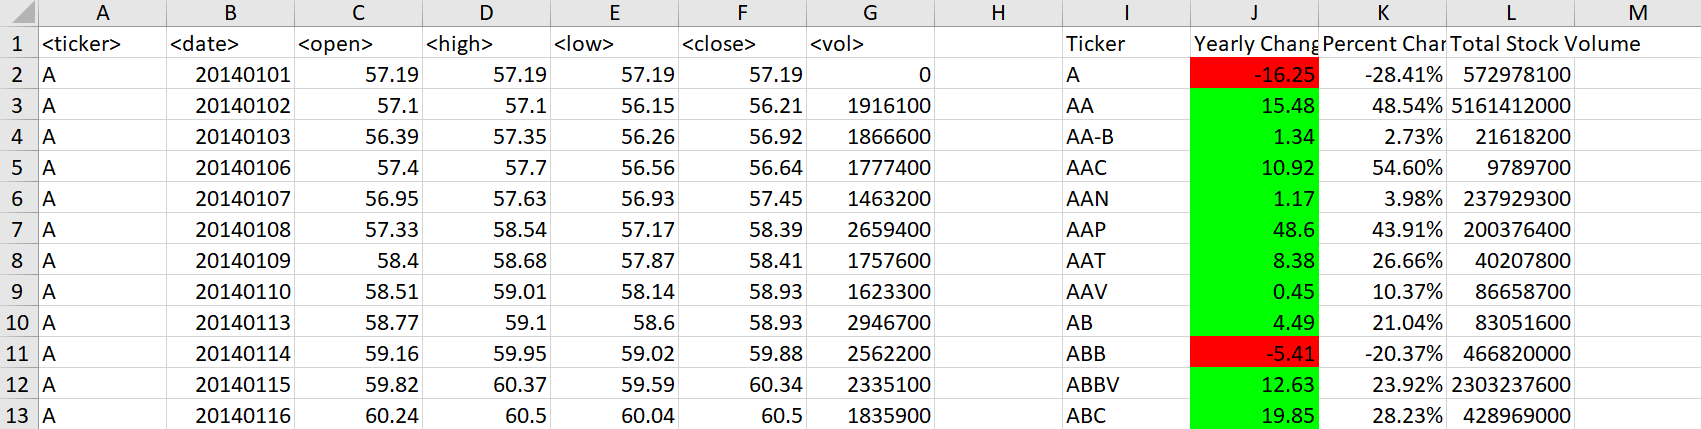 A B C D E F G H I J K L M
1 <ticker> <date> <open> <high> <low> <close> <vol> Ticker Yearly Chang Percent Char Total Stock Volume
2 A 20140101 57.19 57.19 57.19 57.19 0 A -16.25 -28.41% 572978100
3 A 20140102 57.1 57.1 56.15 56.21 1916100 AA 15.48 48.54% 5161412000
4 A 20140103 56.39 57.35 56.26 56.92 1866600 AA-B 1.34 2.73% 21618200
5 A 20140106 57.4 57.7 56.56 56.64 1777400 AAC 10.92 54.60% 9789700
6 A 20140107 56.95 57.63 56.93 57.45 1463200 AAN 1.17 3.98% 237929300
7 A 20140108 57.33 58.54 57.17 58.39 2659400 AAP 48.6 43.91% 200376400
8 A 20140109 58.4 58.68 57.87 58.41 1757600 AAT 8.38 26.66% 40207800
9 A 20140110 58.51 59.01 58.14 58.93 1623300 AAV 0.45 10.37% 86658700
10 A 20140113 58.77 59.1 58.6 58.93 2946700 AB 4.49 21.04% 83051600
11 A 20140114 59.16 59.95 59.02 59.88 2562200 ABB -5.41 -20.37% 466820000
12 A 20140115 59.82 60.37 59.59 60.34 2335100 ABBV 12.63 23.92% 2303237600
13 A 20140116 60.24 60.5 60.04 60.5 1835900 ABC 19.85 28.23% 428969000